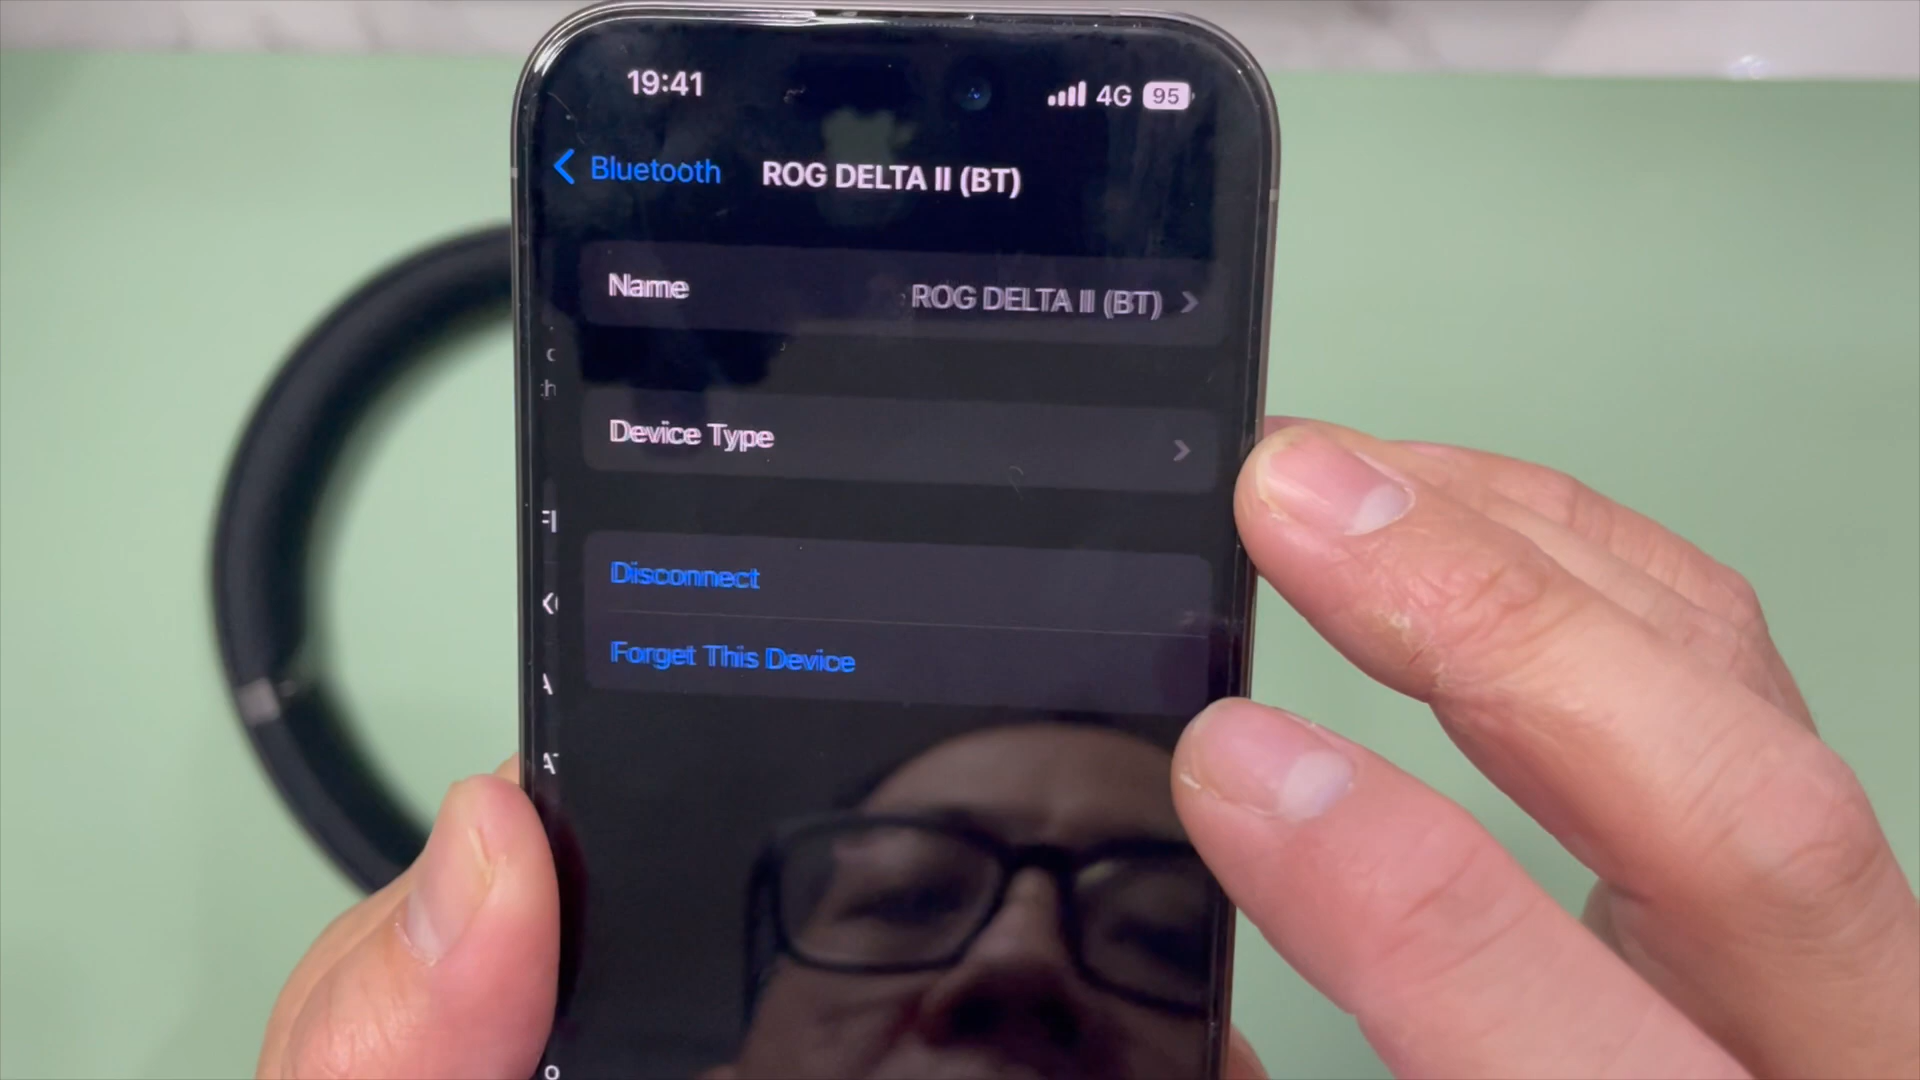 19:41
4G 95
Bluetooth
ROG DELTA II (BT)
Name
ROG DELTA II (BT)
Device Type
Disconnect
Forget This Device